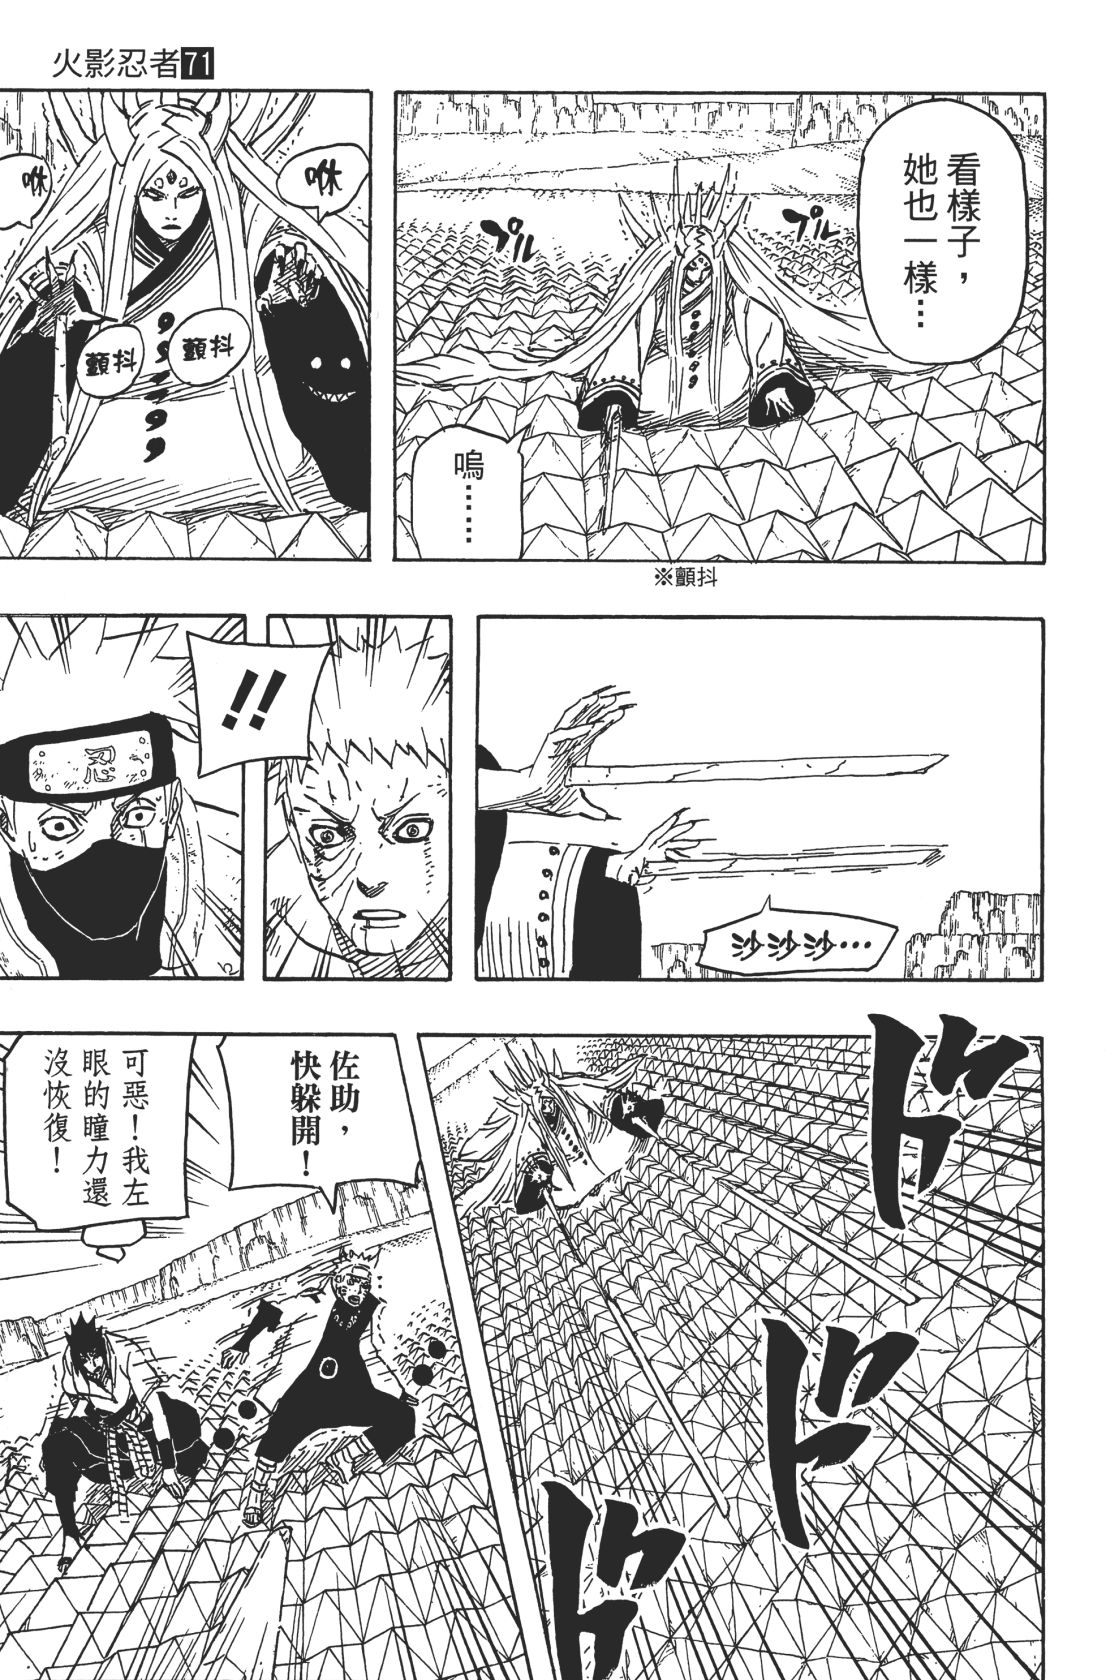 火影忍者71
看樣子，
她也一樣…
プル
プル
嗚……
※顫抖
咻
咻
顫抖
顫抖
沙沙沙…
!!
忍
ドドド
佐助，
快躲開！
可惡！我左
眼的瞳力還
沒恢復！